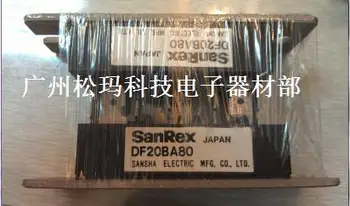 SanRex JAPAN
DF20BA80
广州松玛科技电子器材部
SanRex JAPAN
DF20BA80
SANSHA ELECTRIC MFG. CO., LTD.